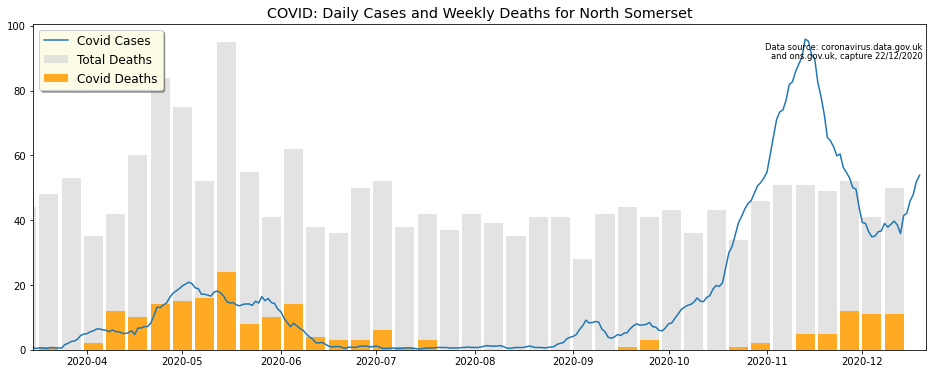 COVID: Daily Cases and Weekly Deaths for North Somerset
100
Covid Cases
Total Deaths
Covid Deaths
Data source: coronavirus.data.gov.uk
and ons.gov.uk, capture 22/12/2020
80
60
40
20
0
2020-04 2020-05 2020-06 2020-07 2020-08 2020-09 2020-10 2020-11 2020-12